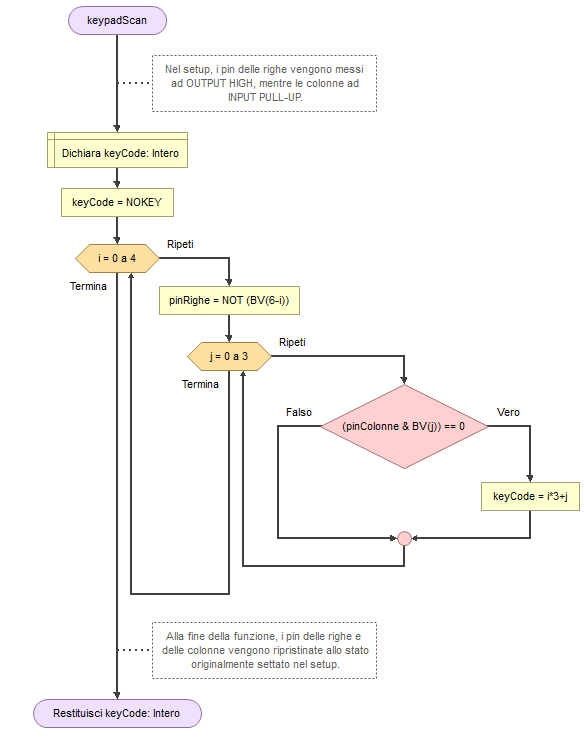 keypadScan
Nel setup, i pin delle righe vengono messi
ad OUTPUT HIGH, mentre le colonne ad
INPUT PULL-UP.
Dichiara keyCode: Intero
keyCode = NOKEY
i = 0 a 4
Ripeti
Termina
pinRighe = NOT (BV(6-i))
j = 0 a 3
Ripeti
Termina
Falso
(pinColonne & BV(j)) == 0
Vero
keyCode = i*3+j
Alla fine della funzione, i pin delle righe e
delle colonne vengono ripristinate allo stato
originalmente settato nel setup.
Restituisci keyCode: Intero